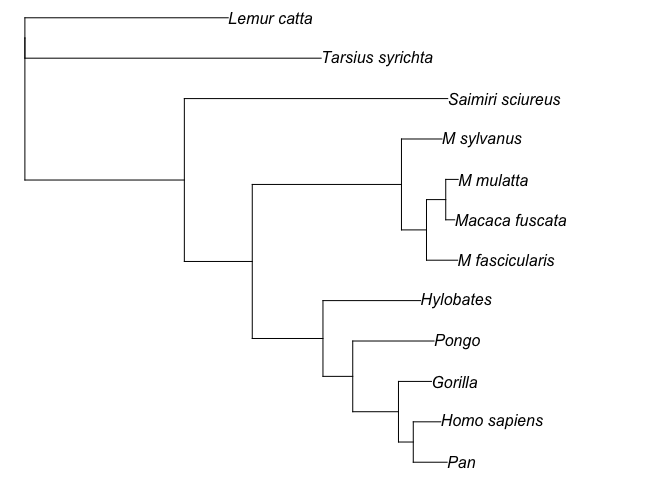 Lemur catta
Tarsius syrichta
Saimiri sciureus
M sylvanus
M mulatta
Macaca fuscata
M fascicularis
Hylobates
Pongo
Gorilla
Homo sapiens
Pan